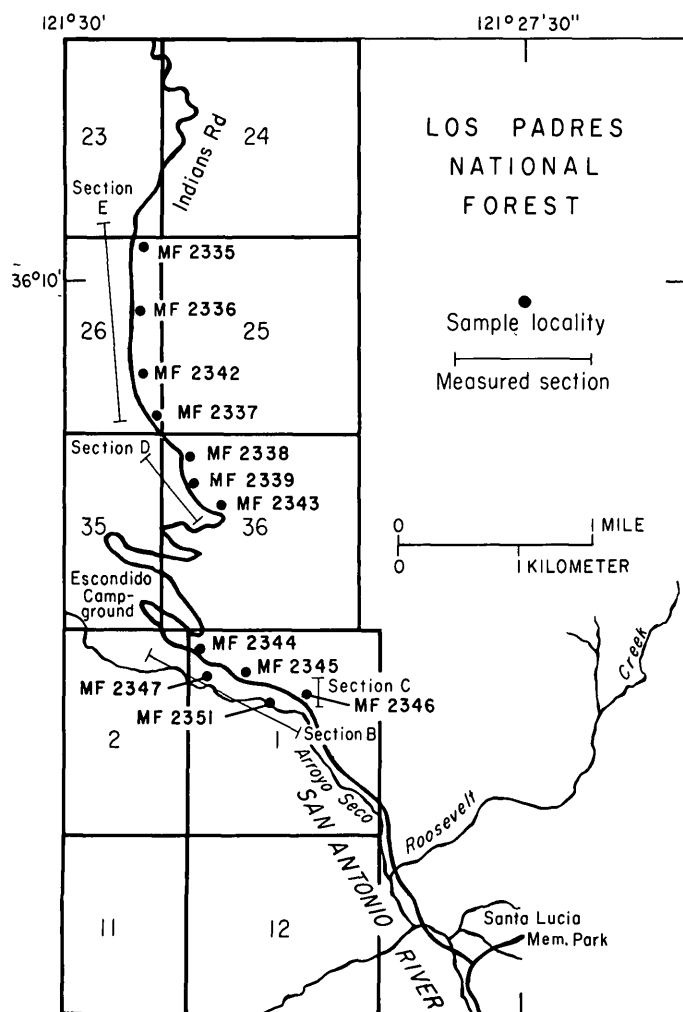 121°30'
121°27'30"
23
24
Indians Rd
LOS PADRES
NATIONAL
FOREST
Section
E
MF 2335
36°10'
MF 2336
26
25
Sample locality
MF 2342
Measured section
MF 2337
Section D
MF 2338
MF 2339
MF 2343
35
36
0
1 MILE
0
1 KILOMETER
Escondido
Camp-
ground
MF 2344
MF 2345
Section C
MF 2347
MF 2346
MF 2351
Section B
2
1
Creek
Roosevelt
Arroyo Seco
SAN ANTONIO RIVER
11
12
Santa Lucia
Mem. Park